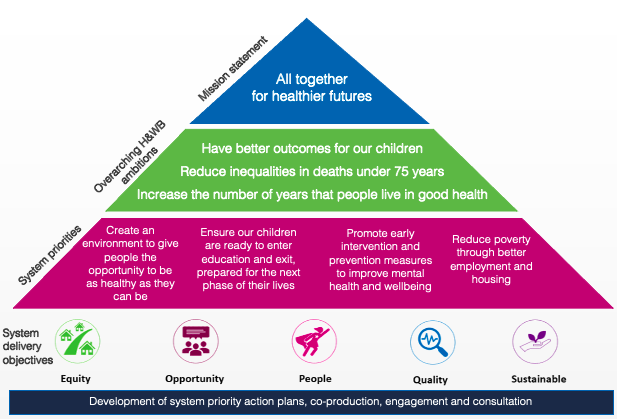 Mission statement
All together
for healthier futures
Overarching H&WB
ambitions
Have better outcomes for our children
Reduce inequalities in deaths under 75 years
Increase the number of years that people live in good health
System priorities
Create an
environment to give
people the
opportunity to be
as healthy as they
can be
Ensure our children
are ready to enter
education and exit,
prepared for the next
phase of their lives
Promote early
intervention and
prevention measures
to improve mental
health and wellbeing
Reduce poverty
through better
employment and
housing
System
delivery
objectives
Equity
Opportunity
People
Quality
Sustainable
Development of system priority action plans, co-production, engagement and consultation